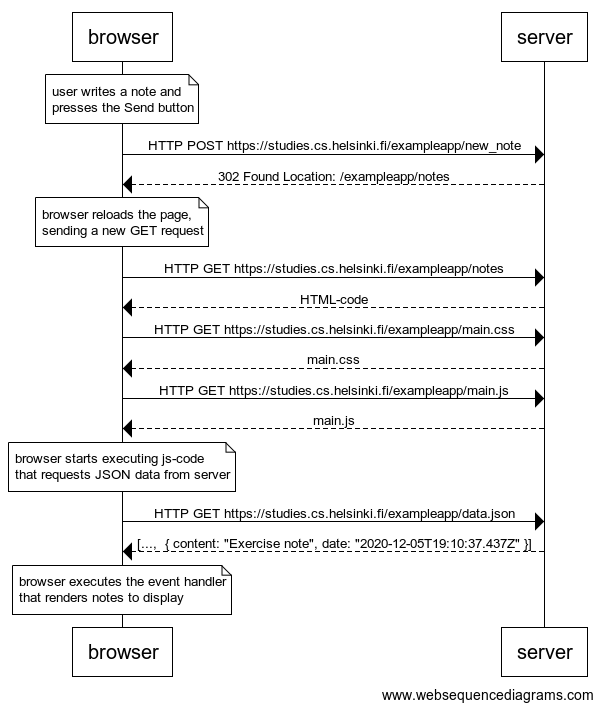 browser
server
user writes a note and
presses the Send button
HTTP POST https://studies.cs.helsinki.fi/exampleapp/new_note
302 Found Location: /exampleapp/notes
browser reloads the page,
sending a new GET request
HTTP GET https://studies.cs.helsinki.fi/exampleapp/notes
HTML-code
HTTP GET https://studies.cs.helsinki.fi/exampleapp/main.css
main.css
HTTP GET https://studies.cs.helsinki.fi/exampleapp/main.js
main.js
browser starts executing js-code
that requests JSON data from server
HTTP GET https://studies.cs.helsinki.fi/exampleapp/data.json
[..., { content: "Exercise note", date: "2020-12-05T19:10:37.437Z" }]
browser executes the event handler
that renders notes to display
browser
server
www.websequencediagrams.com